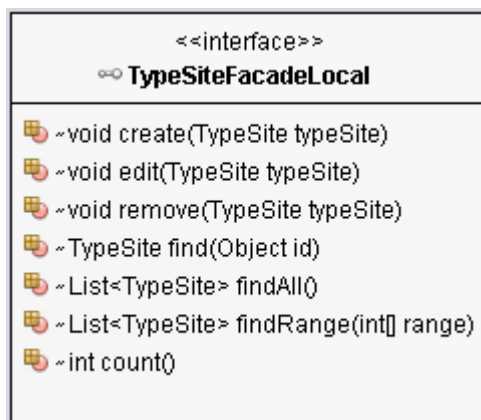 <<interface>>
TypeSiteFacadeLocal
~void create(TypeSite typeSite)
~void edit(TypeSite typeSite)
~void remove(TypeSite typeSite)
~TypeSite find(Object id)
~List<TypeSite> findAll()
~List<TypeSite> findRange(int[] range)
~int count()